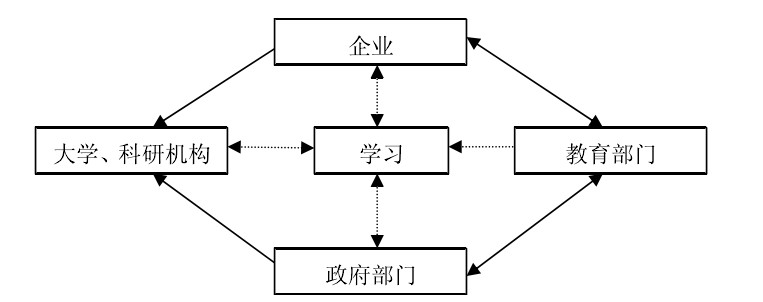 企业
大学、科研机构
学习
教育部门
政府部门